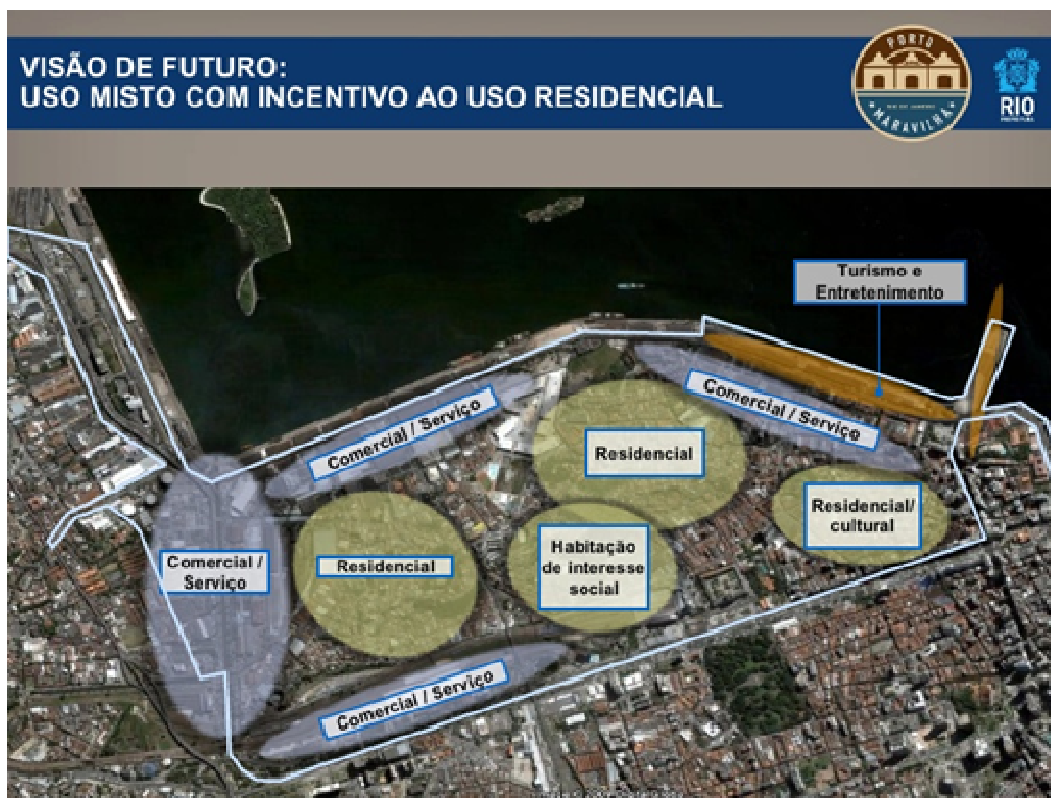 VISÃO DE FUTURO:
USO MISTO COM INCENTIVO AO USO RESIDENCIAL
PORTO
MARAVILHA
RIO
Turismo e
Entretenimento
Comercial / Serviço
Comercial / Serviço
Residencial
Residencial/
cultural
Comercial /
Serviço
Residencial
Habitação
de interesse
social
Comercial / Serviço